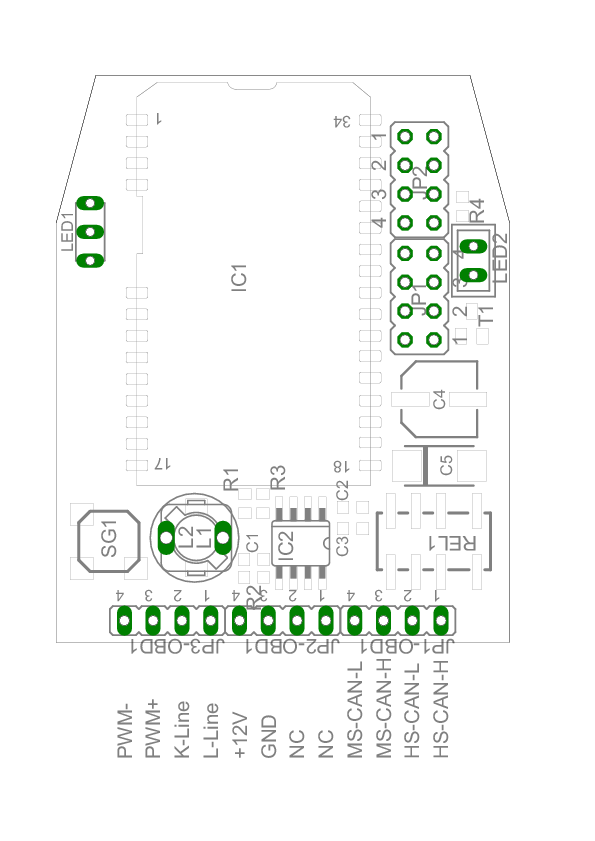 1
34
1
2
3
4
JP2
R4
LED1
LED2
4
3
IC1
JP1
2
1
T1
C4
17
18
C5
R1
R3
C2
SG1
L2
L1
C1
IC2
C3
REL1
R2
4
3
2
1
4
3
2
1
4
3
2
1
JP3-OBD1
JP2-OBD1
JP1-OBD1
PWM-
PWM+
K-Line
L-Line
+12V
GND
NC
NC
MS-CAN-L
MS-CAN-H
HS-CAN-L
HS-CAN-H